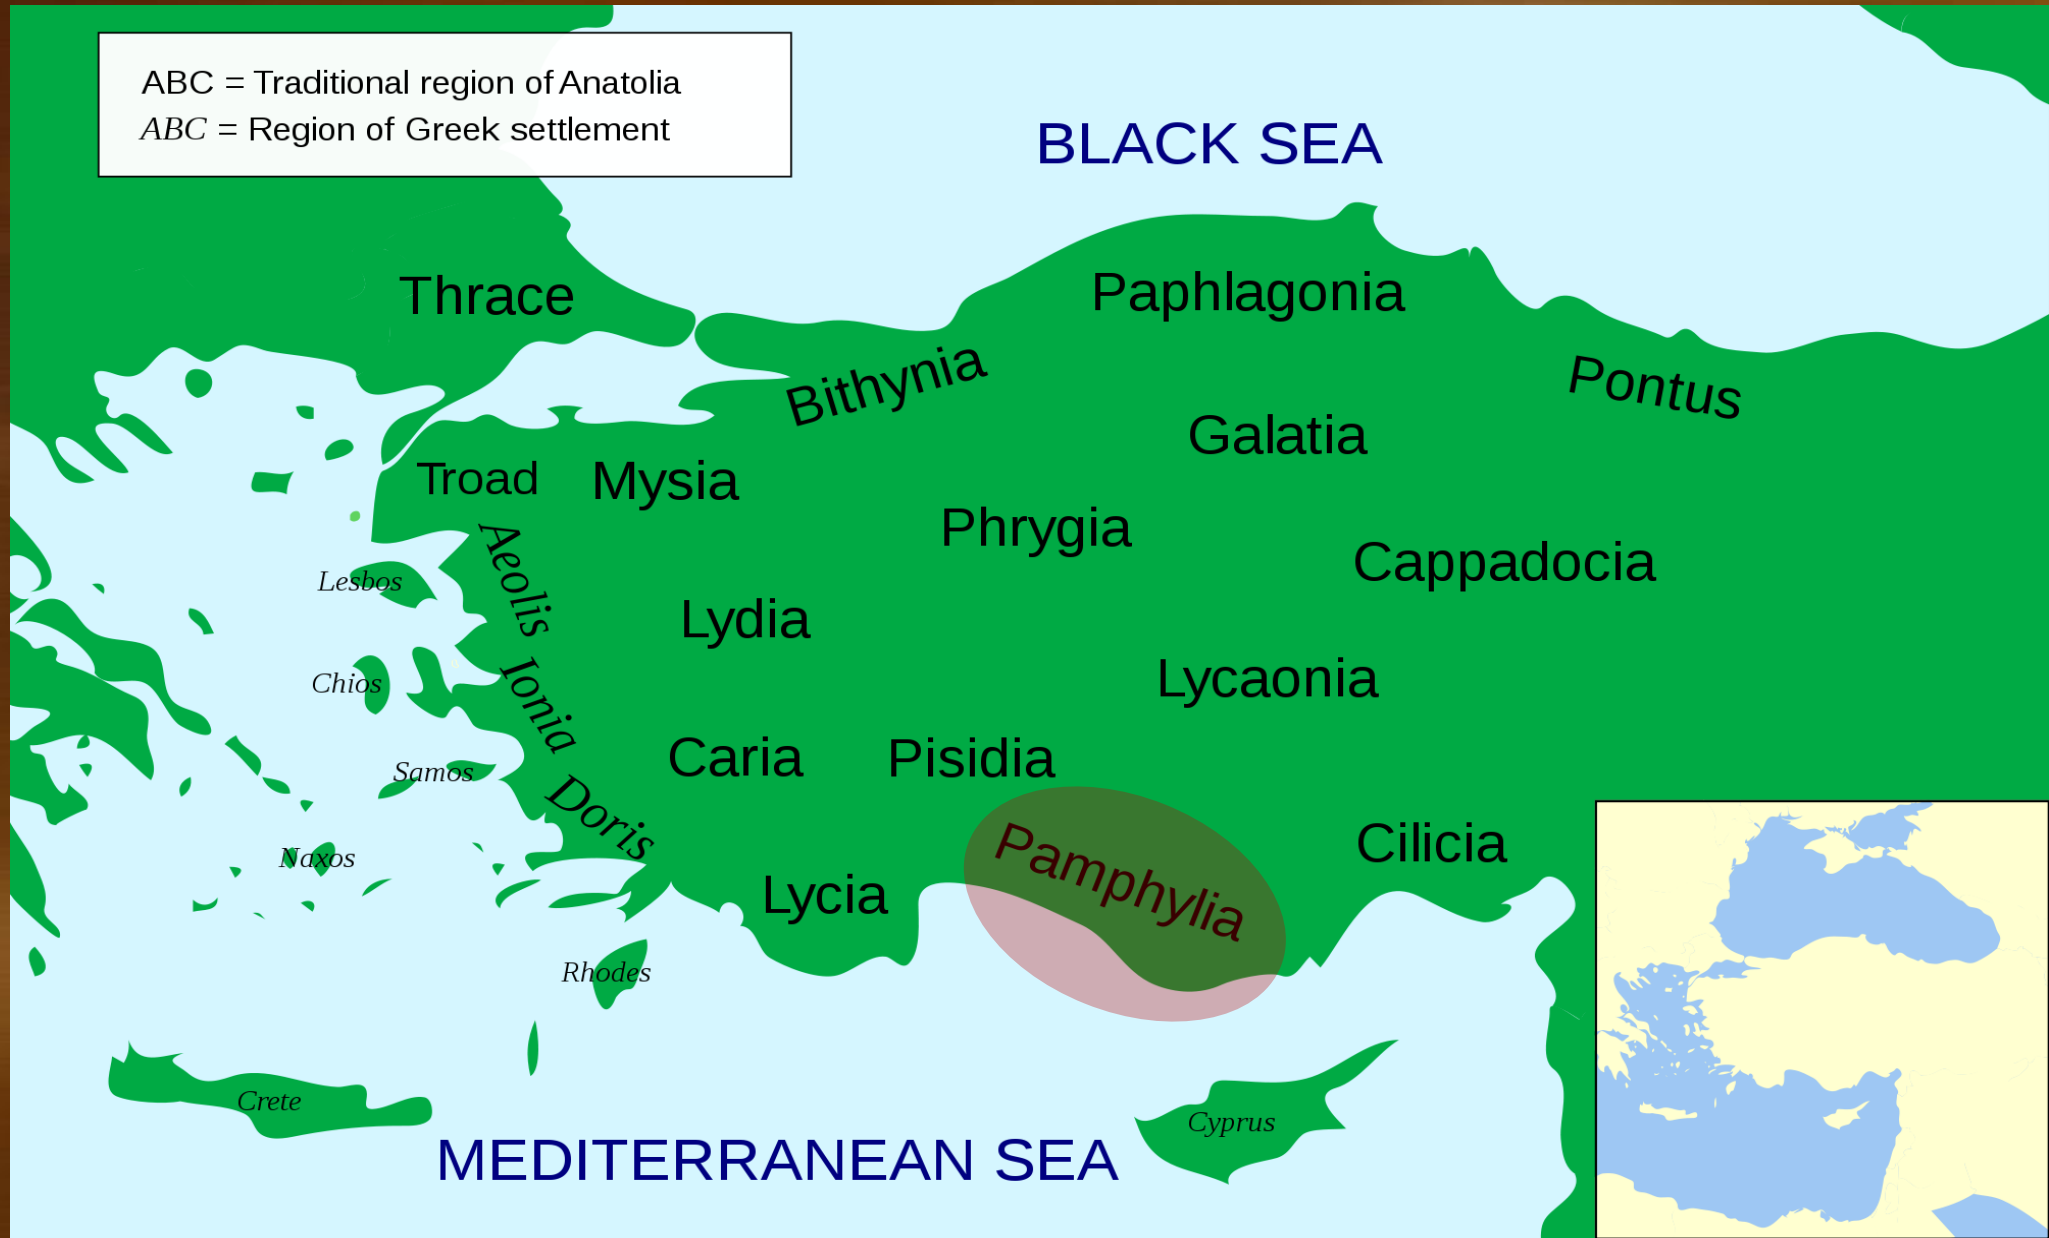 ABC = Traditional region of Anatolia
ABC = Region of Greek settlement
BLACK SEA
Thrace
Paphlagonia
Bithynia
Pontus
Galatia
Troad
Mysia
Phrygia
Cappadocia
Aeolis
Lesbos
Lydia
Lycaonia
Ionia
Chios
Caria
Pisidia
Samos
Doris
Pamphylia
Cilicia
Naxos
Lycia
Rhodes
Crete
Cyprus
MEDITERRANEAN SEA